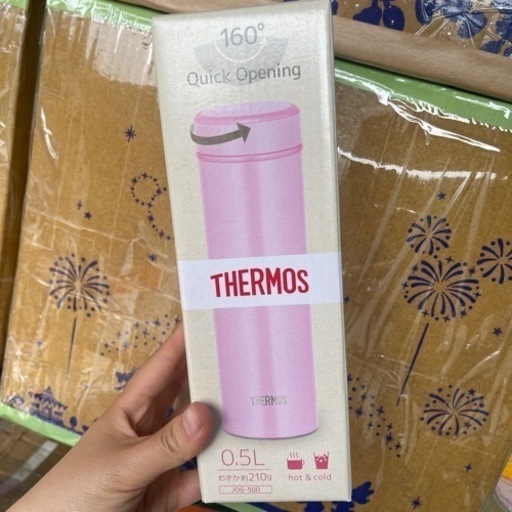 160°
Quick Opening
THERMOS
THERMOS
0.5L
わずか約210g
JOG-500
hot & cold